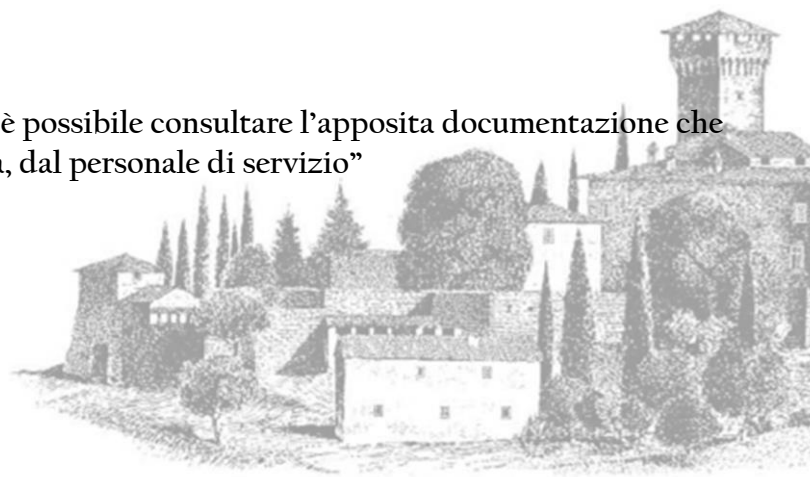 è possibile consultare l’apposita documentazione che
, dal personale di servizio”